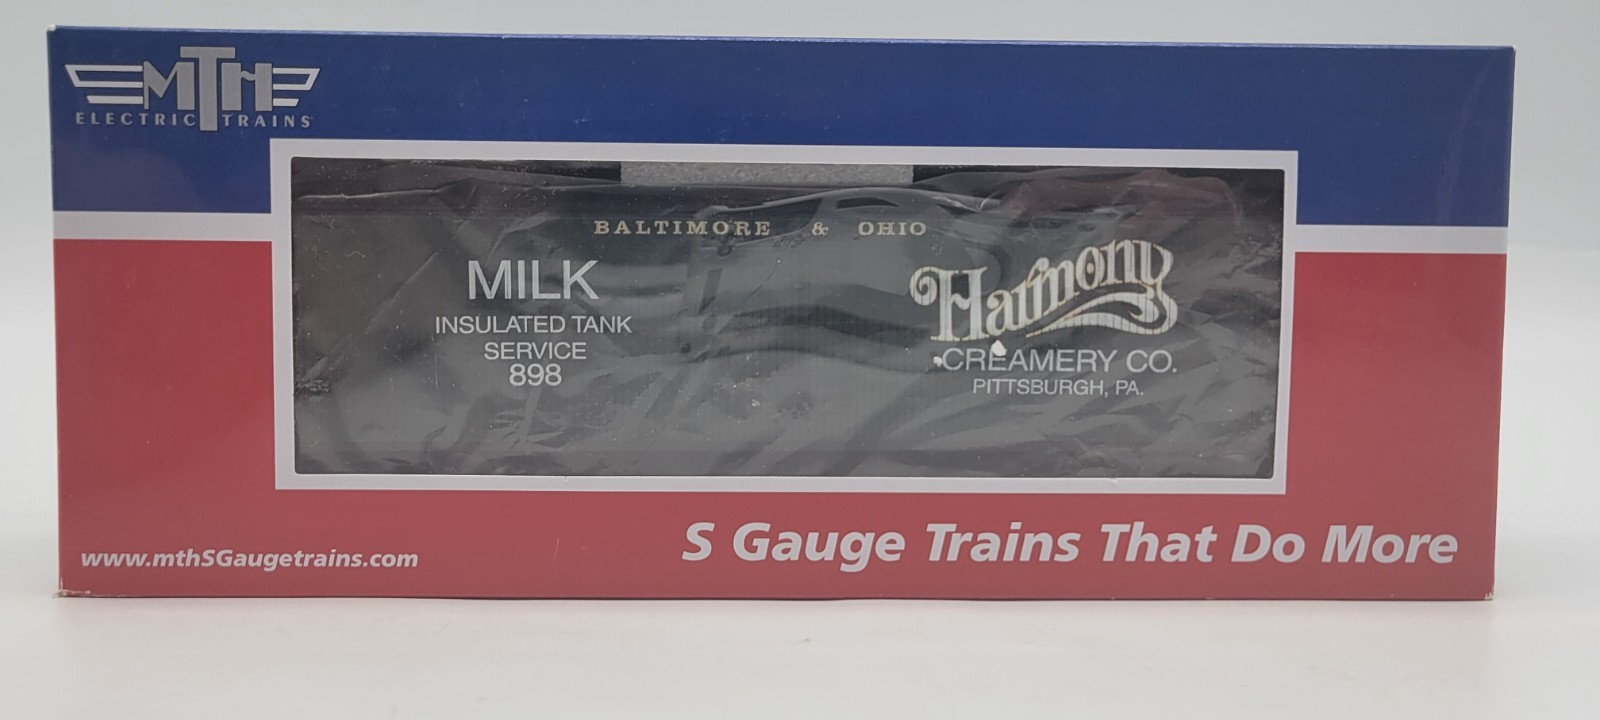 MTH
ELECTRIC TRAINS
BALTIMORE & OHIO
MILK
INSULATED TANK
SERVICE
898
Harmony
CREAMERY CO.
PITTSBURGH, PA.
www.mthSGaugetrains.com
S Gauge Trains That Do More